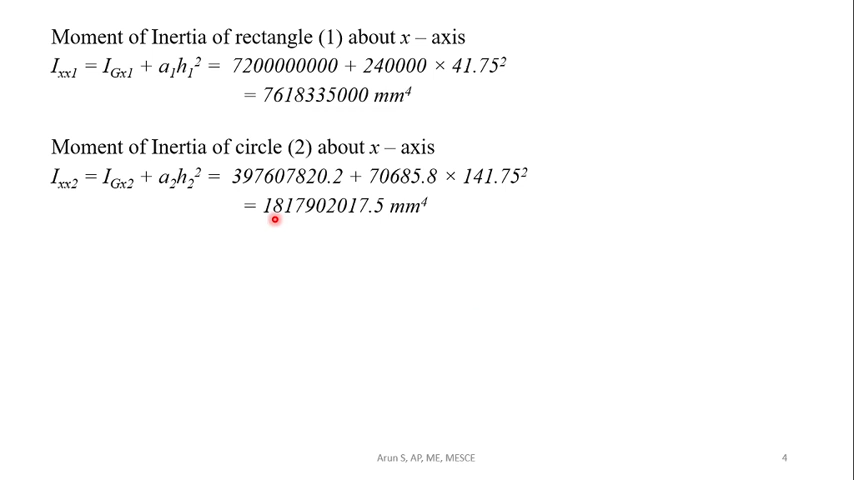 Moment of Inertia of rectangle (1) about x – axis
Iₓₓ₁ = I_Gx1 + a₁h₁² = 7200000000 + 240000 × 41.75²
= 7618335000 mm⁴
Moment of Inertia of circle (2) about x – axis
Iₓₓ₂ = I_Gx2 + a₂h₂² = 397607820.2 + 70685.8 × 141.75²
= 1817902017.5 mm⁴
Arun S, AP, ME, MESCE
4